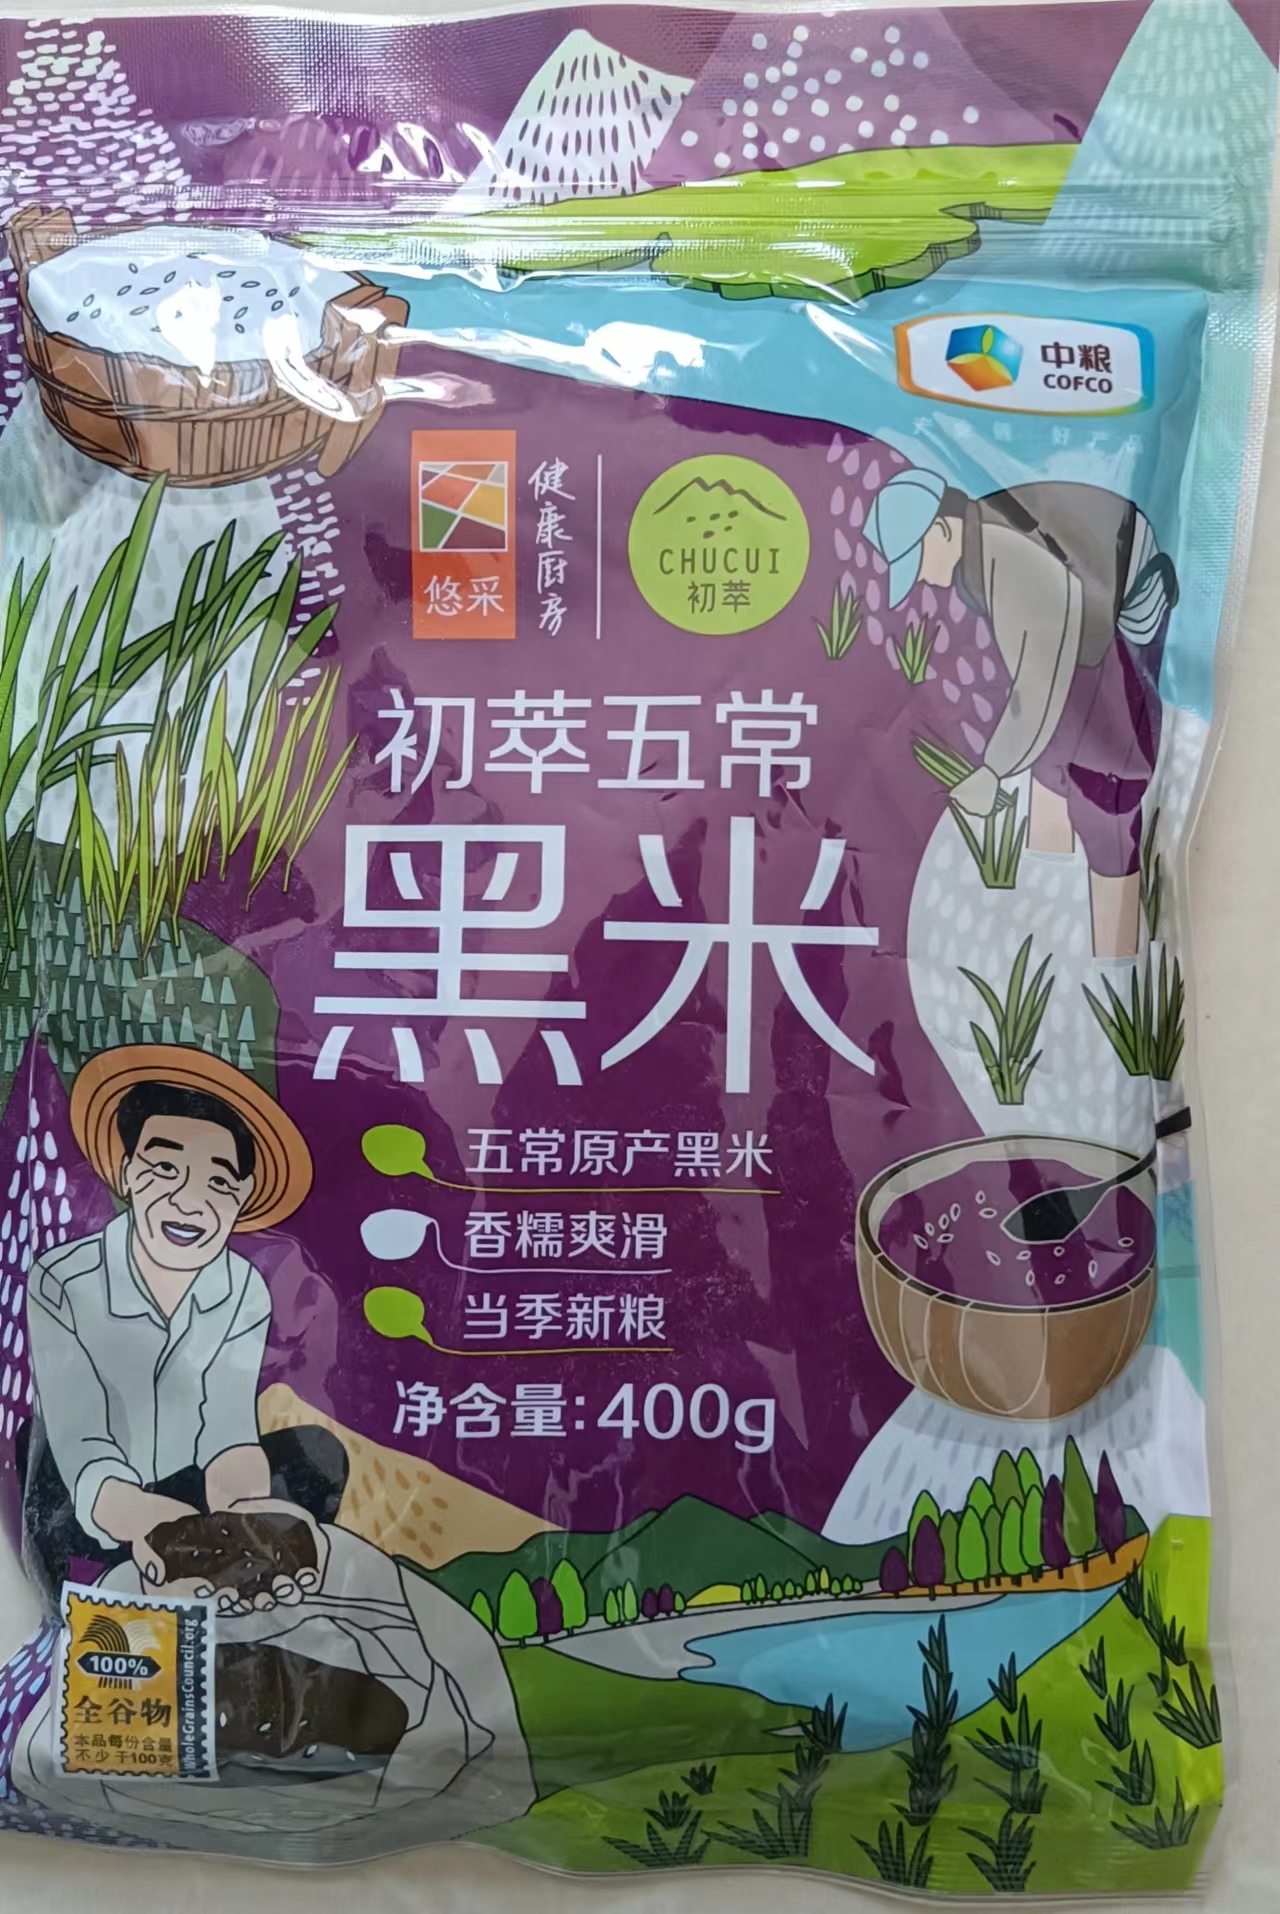 中粮
COFCO
悠采
健康厨房
CHUCUI
初萃
初萃五常
黑米
五常原产黑米
香糯爽滑
当季新粮
净含量:400g
100%
全谷物
本品每份含量
不少于100克
WholeGrainsCouncil.org